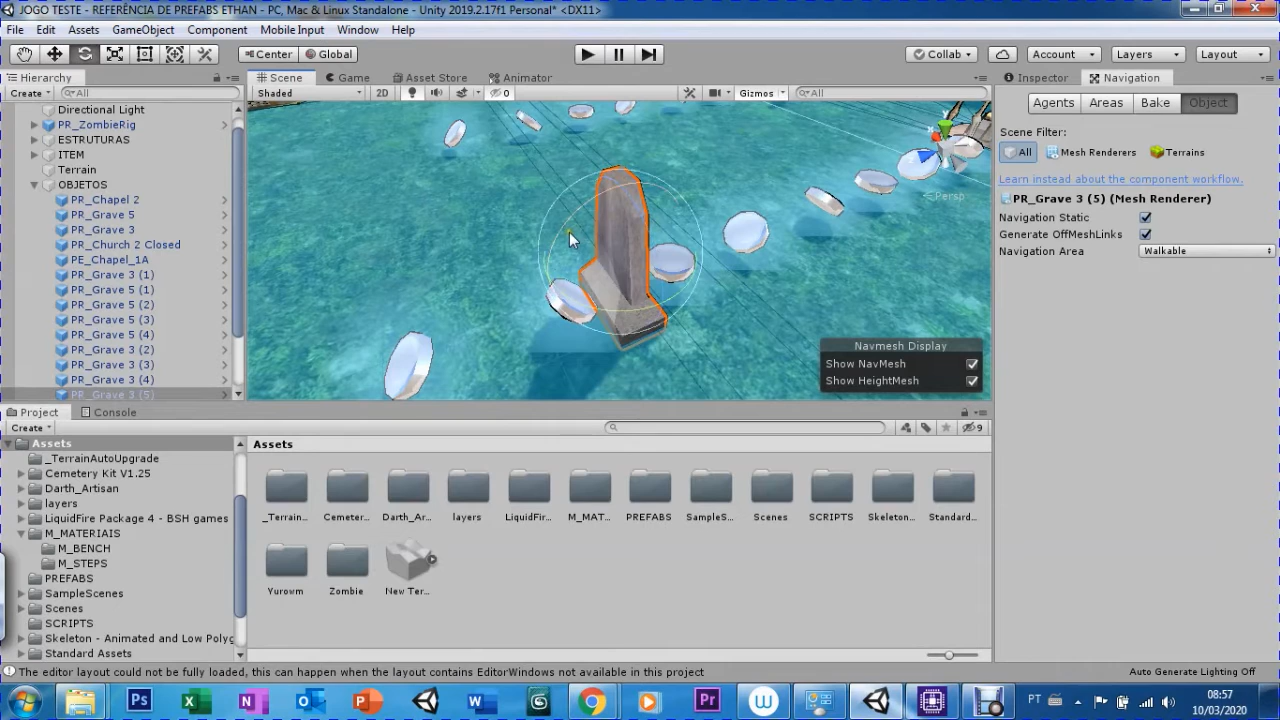 JOGO TESTE - REFERÊNCIA DE PREFABS ETHAN - PC, Mac & Linux Standalone - Unity 2019.2.17f1 Personal* <DX11>
File Edit Assets GameObject Component Mobile Input Window Help
Center Global Collab Account Layers Layout
Hierarchy Scene Game Asset Store Animator Inspector Navigation
Create All Shaded 2D 0 Gizmos All
Agents Areas Bake Object
Directional Light
PR_ZombieRig
ESTRUTURAS
ITEM
Terrain
OBJETOS
PR_Chapel 2
PR_Grave 5
PR_Grave 3
PR_Church 2 Closed
PE_Chapel_1A
PR_Grave 3 (1)
PR_Grave 5 (1)
PR_Grave 5 (2)
PR_Grave 5 (3)
PR_Grave 5 (4)
PR_Grave 3 (2)
PR_Grave 3 (3)
PR_Grave 3 (4)
PR_Grave 3 (5)
Persp
Navmesh Display
Show NavMesh
Show HeightMesh
Scene Filter:
All Mesh Renderers Terrains
Learn instead about the component workflow.
PR_Grave 3 (5) (Mesh Renderer)
Navigation Static
Generate OffMeshLinks
Navigation Area Walkable
Project Console
Create 9
Assets
_TerrainAutoUpgrade
Cemetery Kit V1.25
Darth_Artisan
layers
LiquidFire Package 4 - BSH games
M_MATERIAIS
M_BENCH
M_STEPS
PREFABS
SampleScenes
Scenes
SCRIPTS
Skeleton - Animated and Low Polyg
Standard Assets
Assets
_Terrain... Cemeter... Darth_Ar... layers LiquidFir... M_MAT... PREFABS SampleS... Scenes SCRIPTS Skeleton... Standard...
Yurowm Zombie New Ter...
The editor layout could not be fully loaded, this can happen when the layout contains EditorWindows not available in this project
Auto Generate Lighting Off
PT
08:57
10/03/2020